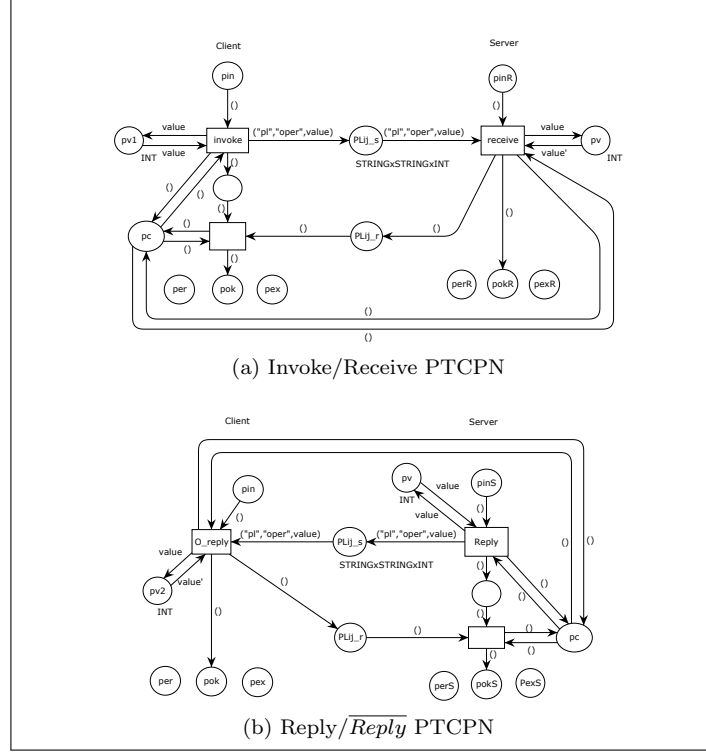 Client Server
pin pinR
() ()
value ("pl","oper",value) ("pl","oper",value) value
pv1 invoke PLij_s receive pv
INT value () STRINGxSTRINGxINT value' INT
() () ()
() () () () ()
pc PLij_r
() ()
per pok pex perR pokR pexR
()
()
(a) Invoke/Receive PTCPN
Client Server
pin pv value pinS
() INT value ()
("pl","oper",value) ("pl","oper",value)
O_reply PLij_s Reply () ()
value STRINGxSTRINGxINT ()
pv2 value' () () ()
INT
() PLij_r () () () pc
() ()
per pok pex perS pokS PexS
(b) Reply/Reply PTCPN